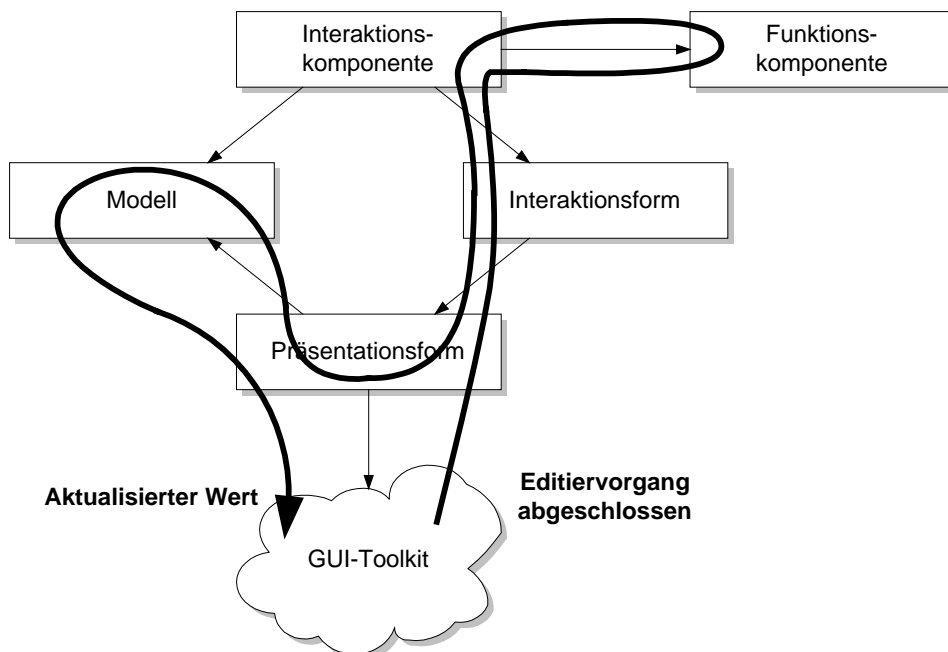 Interaktions-
komponente
Funktions-
komponente
Modell
Interaktionsform
Präsentationsform
Aktualisierter Wert
Editiervorgang
abgeschlossen
GUI-Toolkit